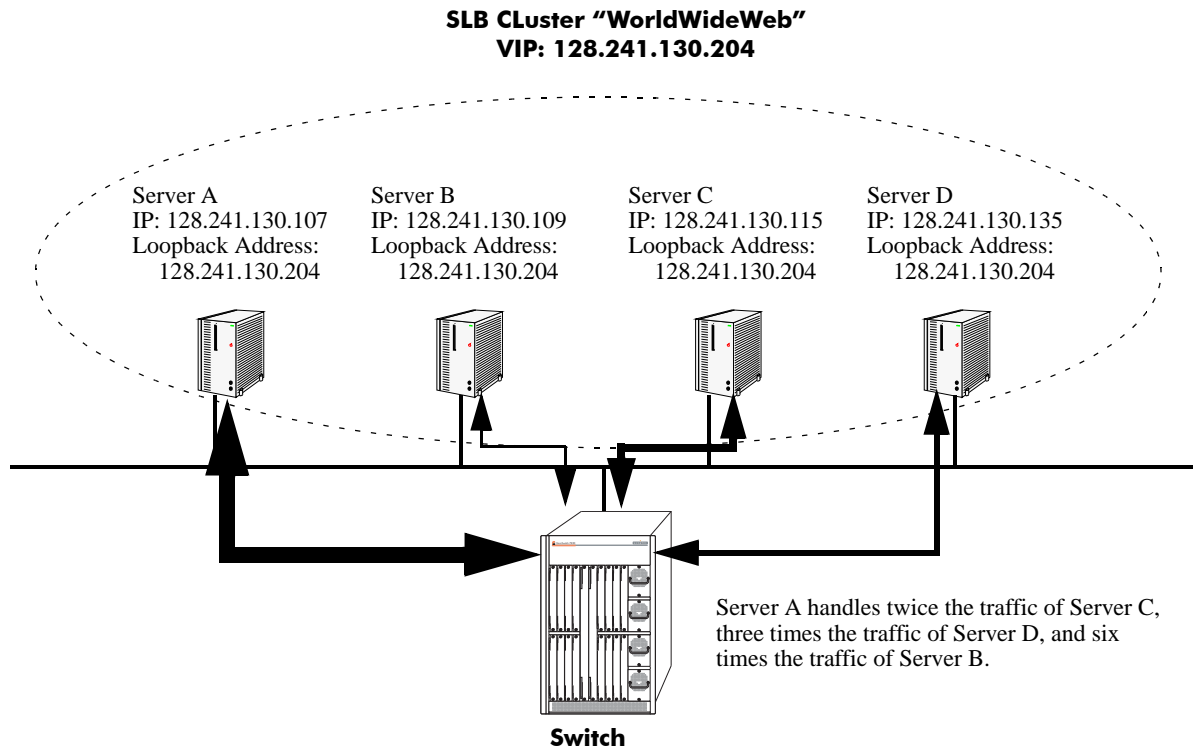 SLB CLuster “WorldWideWeb”
VIP: 128.241.130.204
Server A
IP: 128.241.130.107
Loopback Address:
128.241.130.204
Server B
IP: 128.241.130.109
Loopback Address:
128.241.130.204
Server C
IP: 128.241.130.115
Loopback Address:
128.241.130.204
Server D
IP: 128.241.130.135
Loopback Address:
128.241.130.204
Server A handles twice the traffic of Server C,
three times the traffic of Server D, and six
times the traffic of Server B.
Switch